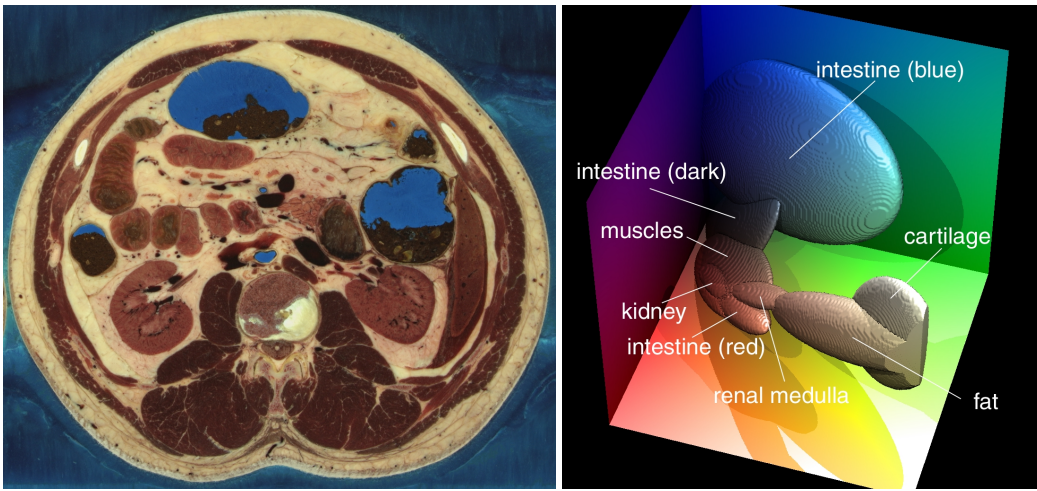 intestine (blue)
intestine (dark)
muscles
cartilage
kidney
intestine (red)
renal medulla
fat